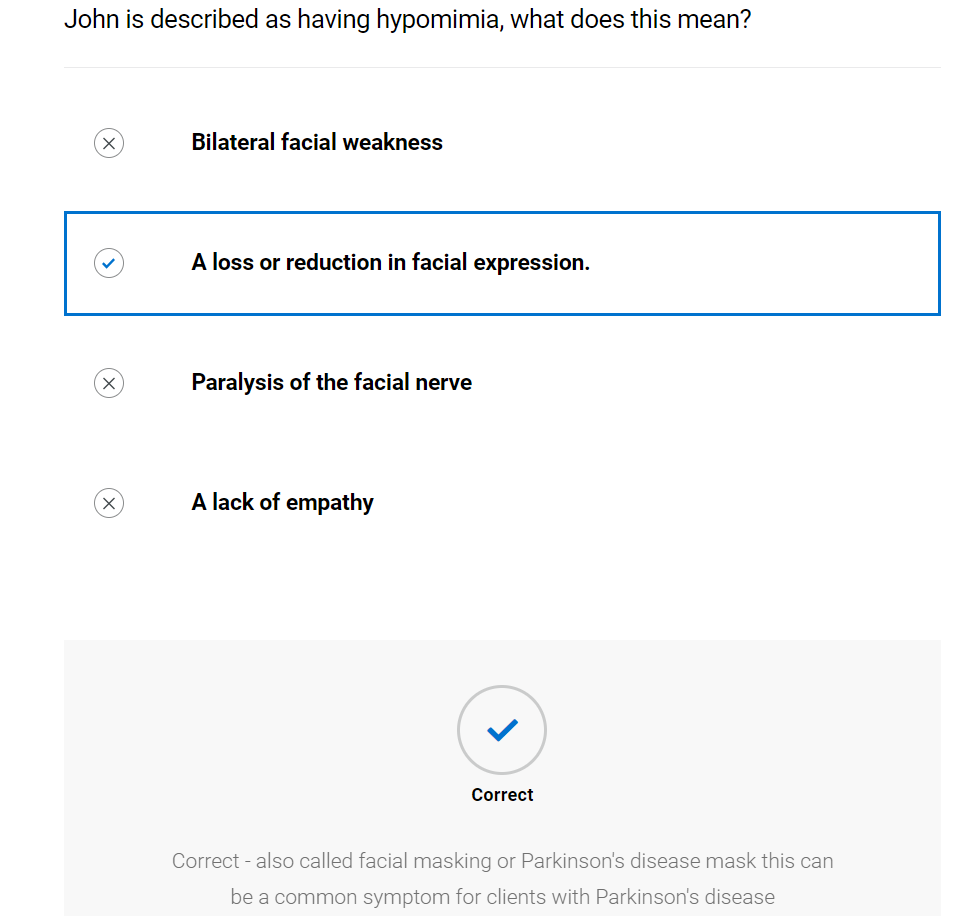 John is described as having hypomimia, what does this mean?
Bilateral facial weakness
A loss or reduction in facial expression.
Paralysis of the facial nerve
A lack of empathy
Correct
Correct - also called facial masking or Parkinson's disease mask this can
be a common symptom for clients with Parkinson's disease